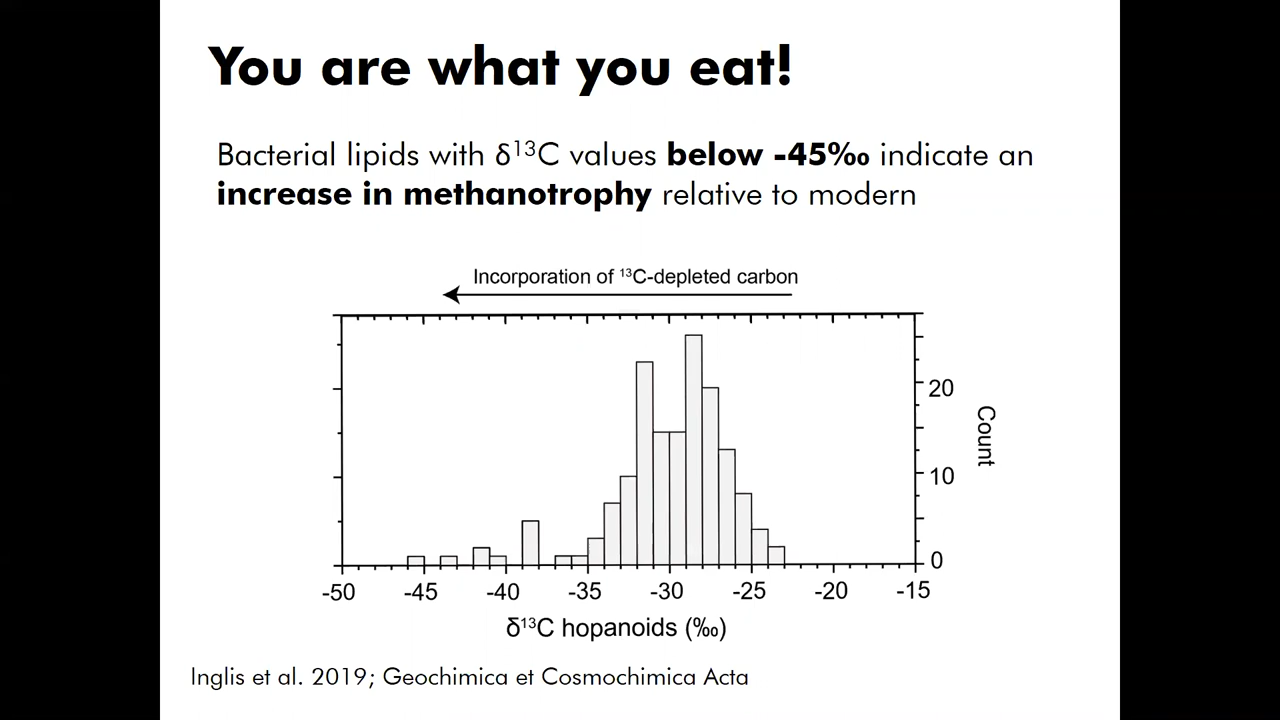 You are what you eat!
Bacterial lipids with δ¹³C values below -45‰ indicate an
increase in methanotrophy relative to modern
Incorporation of ¹³C-depleted carbon
20
10
0
Count
-50 -45 -40 -35 -30 -25 -20 -15
δ¹³C hopanoids (‰)
Inglis et al. 2019; Geochimica et Cosmochimica Acta